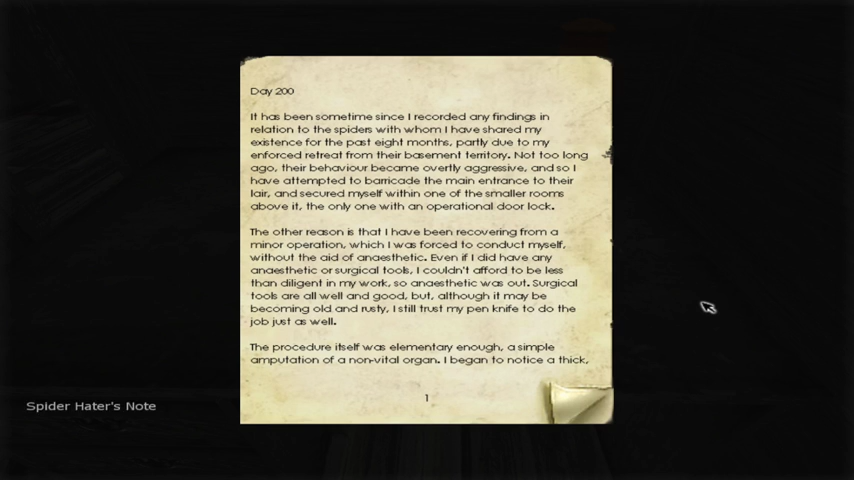 Day 200
It has been sometime since I recorded any findings in
relation to the spiders with whom I have shared my
existence for the past eight months, partly due to my
enforced retreat from their basement territory. Not too long
ago, their behaviour became overtly aggressive, and so I
have attempted to barricade the main entrance to their
lair, and secured myself within one of the smaller rooms
above it, the only one with an operational door lock.
The other reason is that I have been recovering from a
minor operation, which I was forced to conduct myself,
without the aid of anaesthetic. Even if I did have any
anaesthetic or surgical tools, I couldn't afford to be less
than diligent in my work, so anaesthetic was out. Surgical
tools are all well and good, but, although it may be
becoming old and rusty, I still trust my pen knife to do the
job just as well.
The procedure itself was elementary enough, a simple
amputation of a non-vital organ. I began to notice a thick,
1
Spider Hater's Note